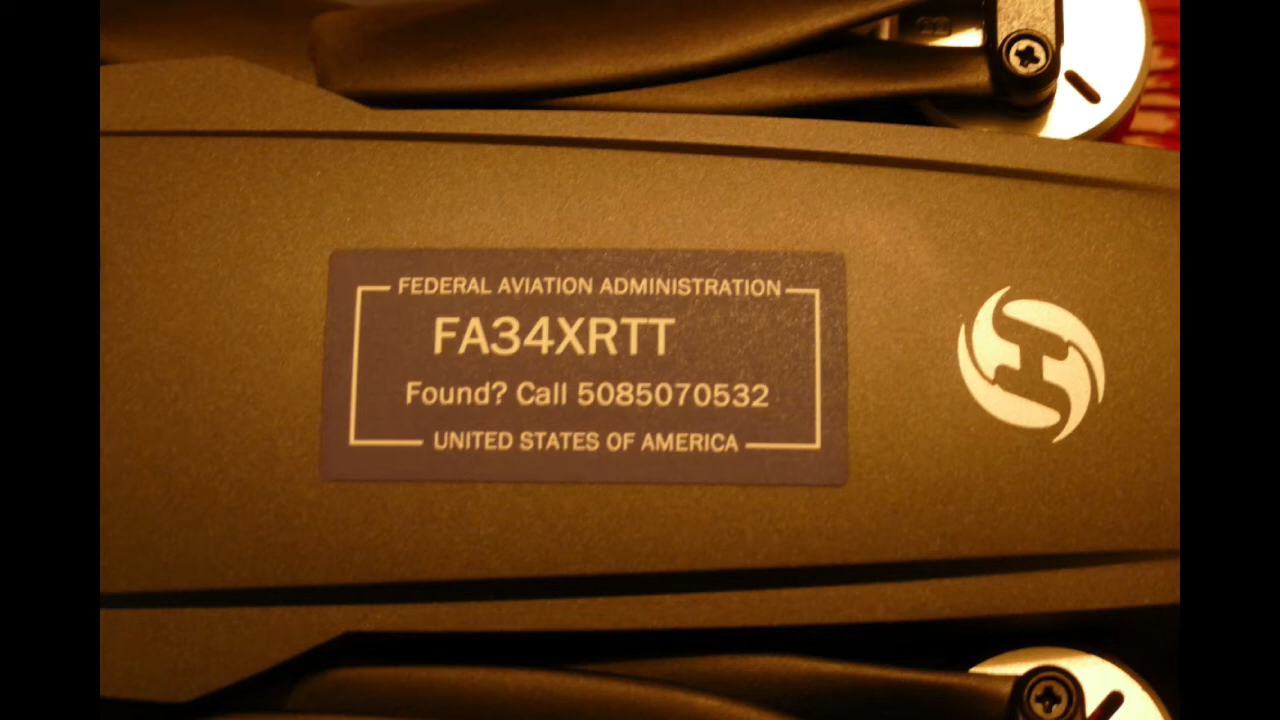 FEDERAL AVIATION ADMINISTRATION
FA34XRTT
Found? Call 5085070532
UNITED STATES OF AMERICA